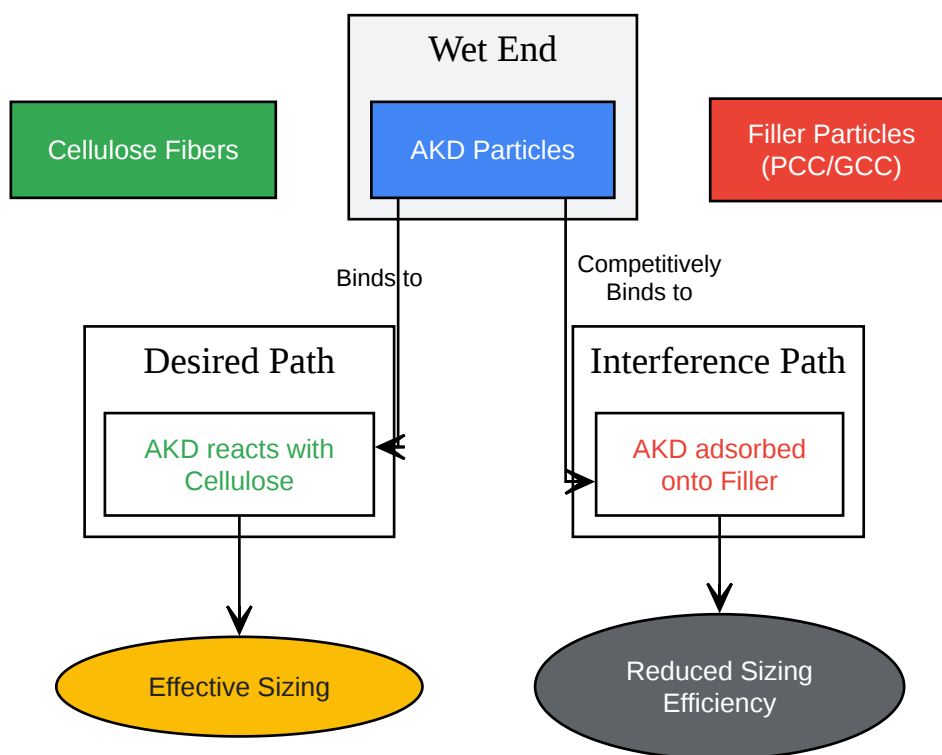 Wet End
Cellulose Fibers
AKD Particles
Filler Particles
(PCC/GCC)
Binds to
Competitively
Binds to
Desired Path
Interference Path
AKD reacts with
Cellulose
AKD adsorbed
onto Filler
Effective Sizing
Reduced Sizing
Efficiency